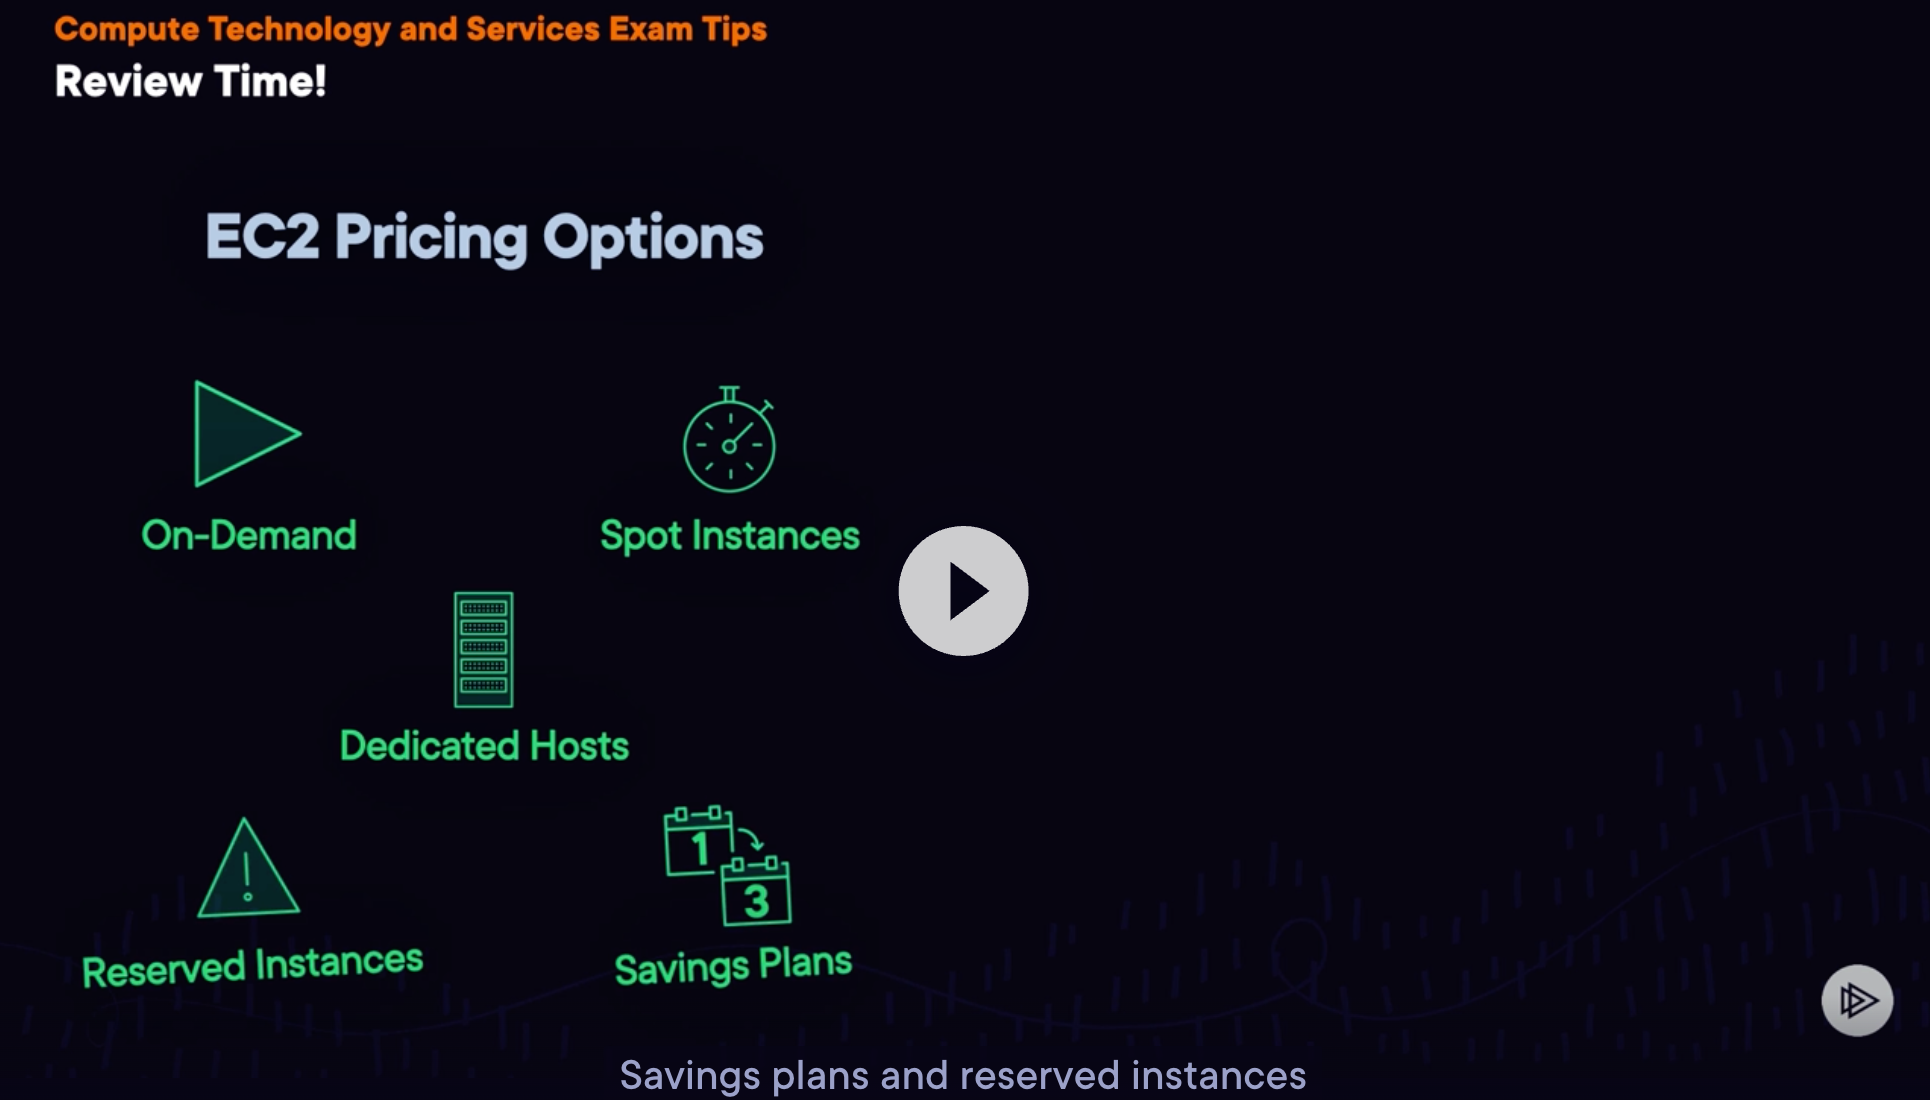 Compute Technology and Services Exam Tips
Review Time!
EC2 Pricing Options
On-Demand
Spot Instances
Dedicated Hosts
1
3
Reserved Instances
Savings Plans
Savings plans and reserved instances